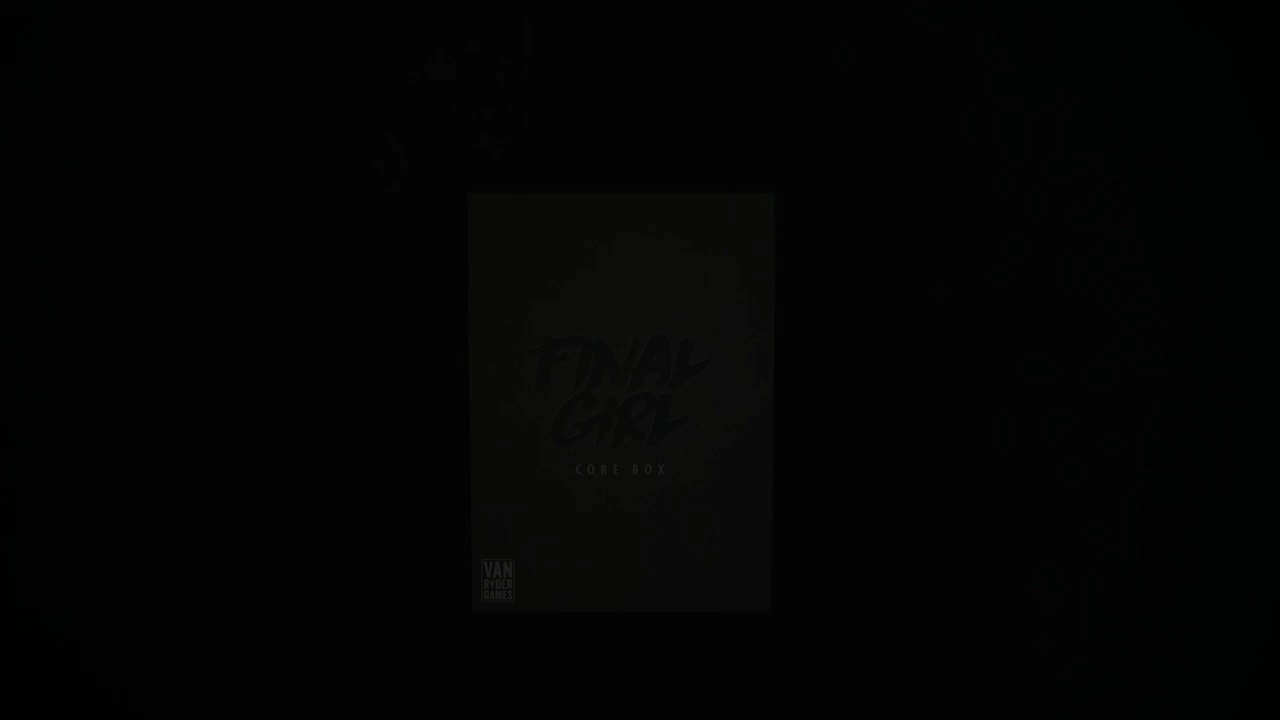 FINAL
GIRL
CORE BOX
VAN
RYDER
GAMES